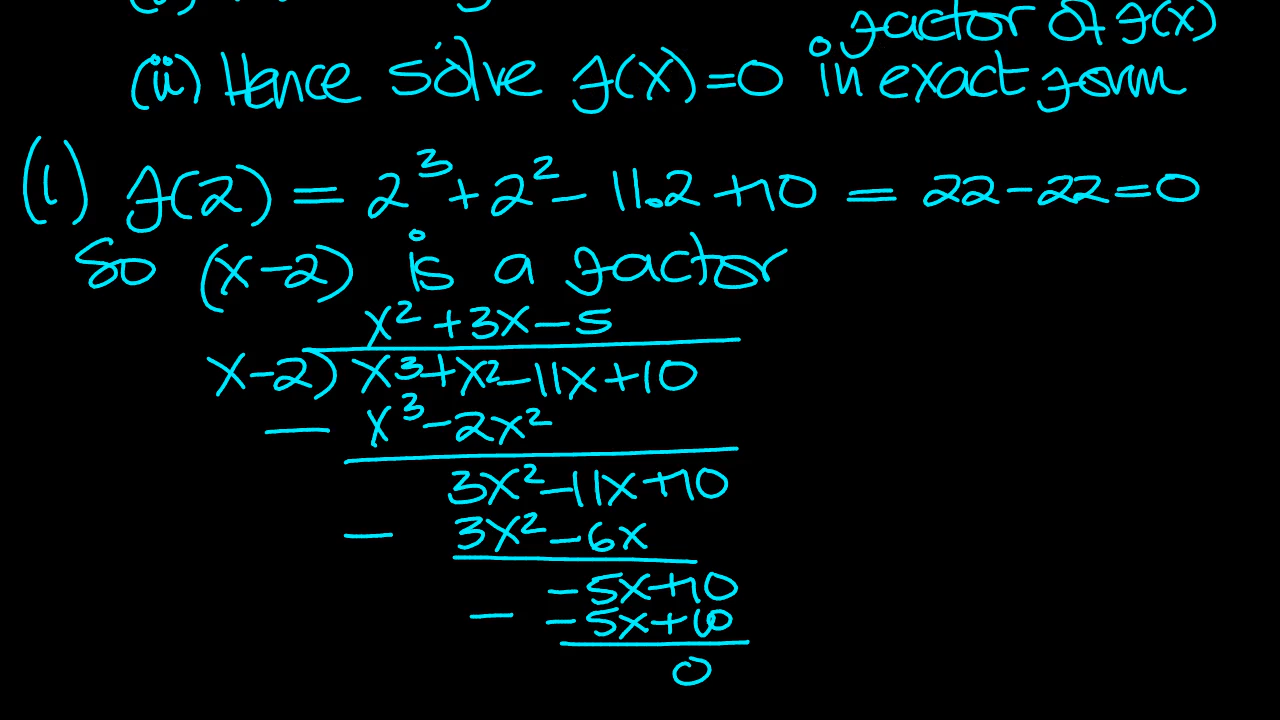 factor of f(x)
(ii) Hence solve f(x)=0 in exact form
(i) f(2) = 2³+2²-11.2+10 = 22-22=0
So (x-2) is a factor
x²+3x-5
x-2) x³+x²-11x+10
- x³-2x²
3x²-11x+10
- 3x²-6x
-5x+10
- -5x+10
0